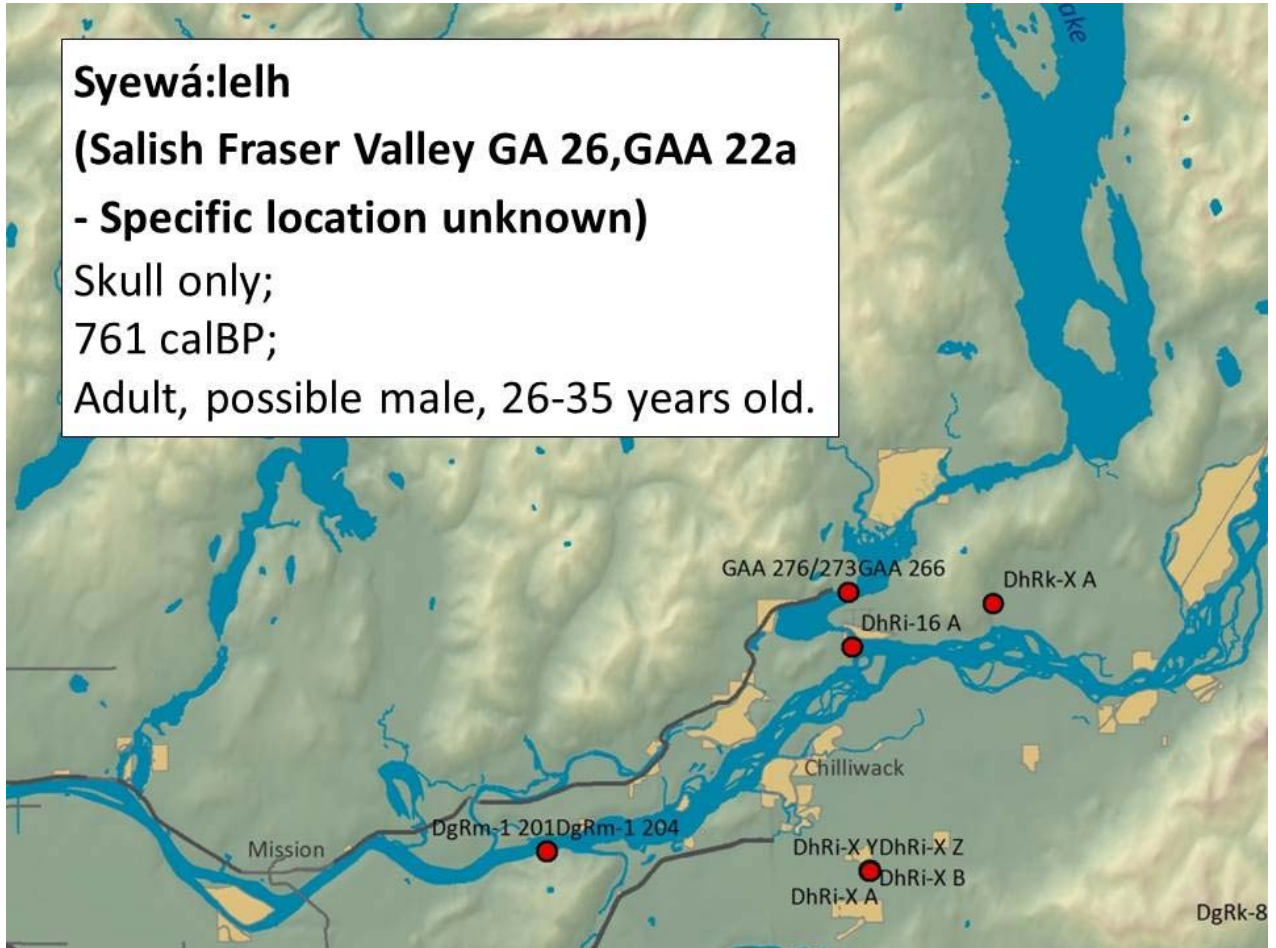 Syewá:lelh
(Salish Fraser Valley GA 26,GAA 22a
- Specific location unknown)
Skull only;
761 calBP;
Adult, possible male, 26-35 years old.
ake
GAA 276/273GAA 266
DhRk-X A
DhRi-16 A
Chilliwack
DgRm-1 201DgRm-1 204
Mission
DhRi-X YDhRi-X Z
DhRi-X B
DhRi-X A
DgRk-8